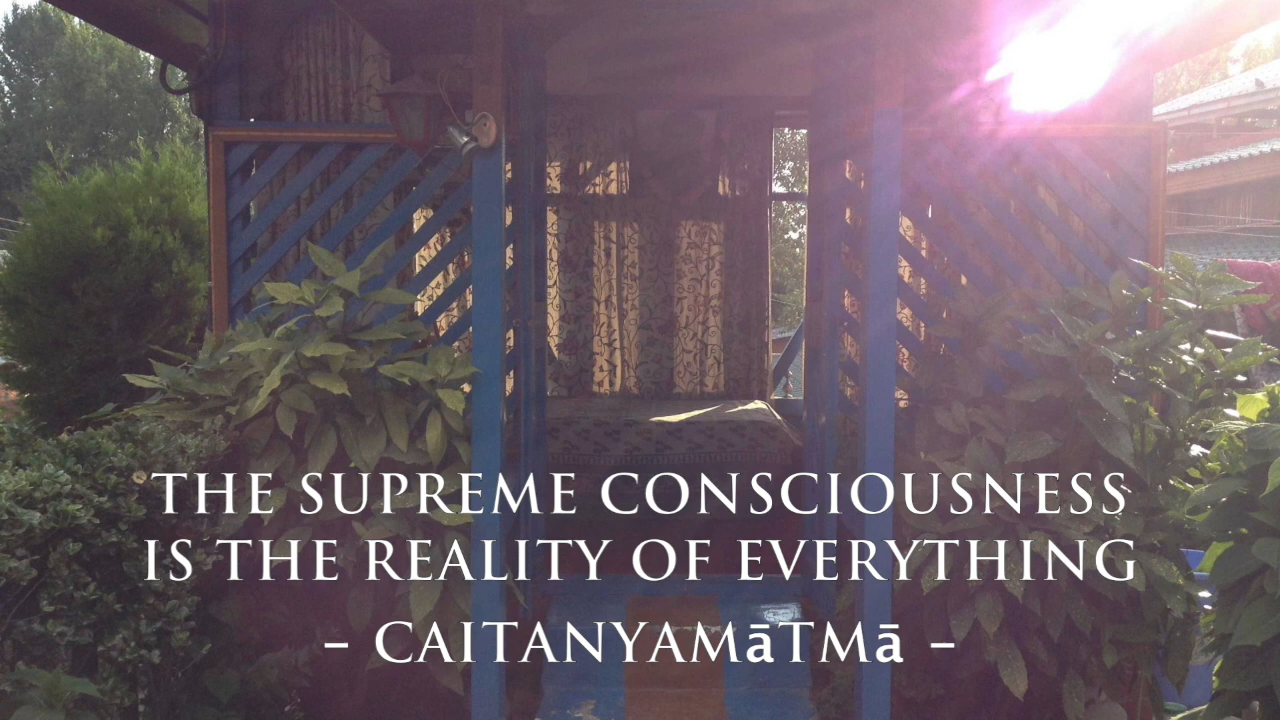 THE SUPREME CONSCIOUSNESS
IS THE REALITY OF EVERYTHING
– CAITANYAMāTMā –